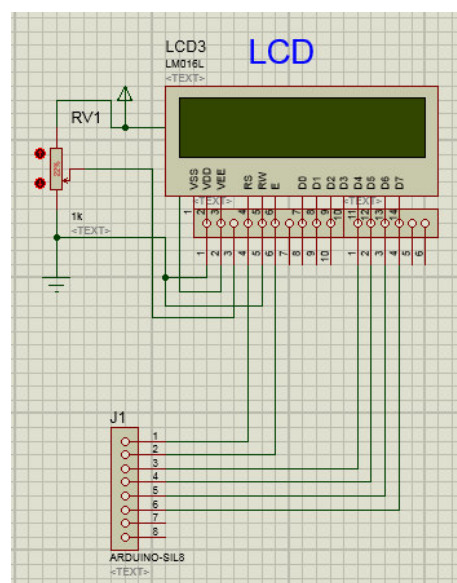 LCD3
LCD
LM016L
<TEXT>
RV1
22%
1k
<TEXT>
VSS VDD VEE RS RW E D0 D1 D2 D3 D4 D5 D6 D7
<TEXT> <TEXT>
1 2 3 4 5 6 7 8 9 10 11 12 13 14
1 2 3 4 5 6 7 8 9 10 1 2 3 4 5 6
J1
1
2
3
4
5
6
7
8
ARDUINO-SIL8
<TEXT>